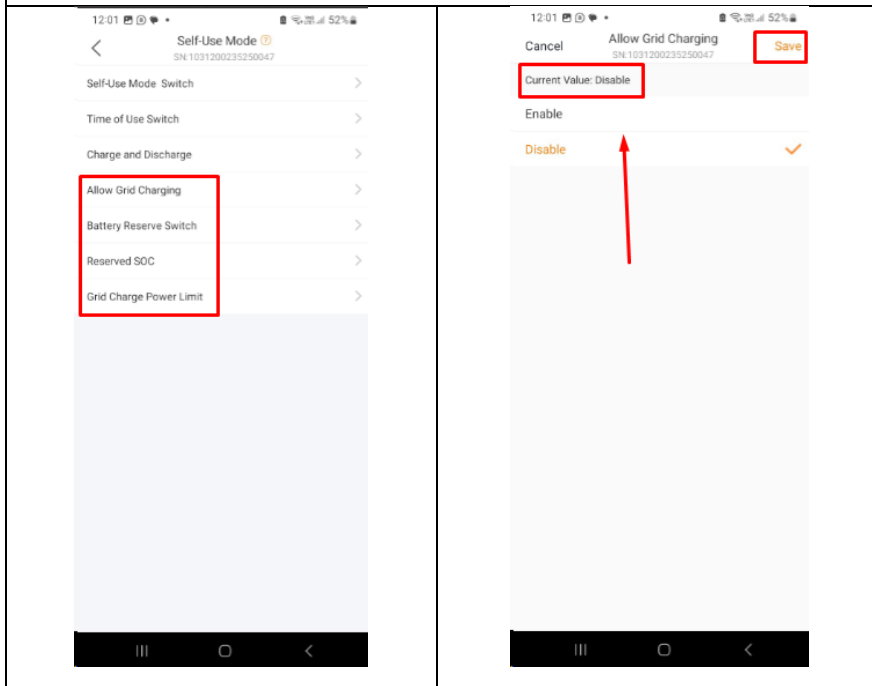 12:01
52%
Self-Use Mode ?
SN:1031200235250047
Self-Use Mode Switch
Time of Use Switch
Charge and Discharge
Allow Grid Charging
Battery Reserve Switch
Reserved SOC
Grid Charge Power Limit
12:01
52%
Cancel
Allow Grid Charging
Save
SN:1031200235250047
Current Value: Disable
Enable
Disable